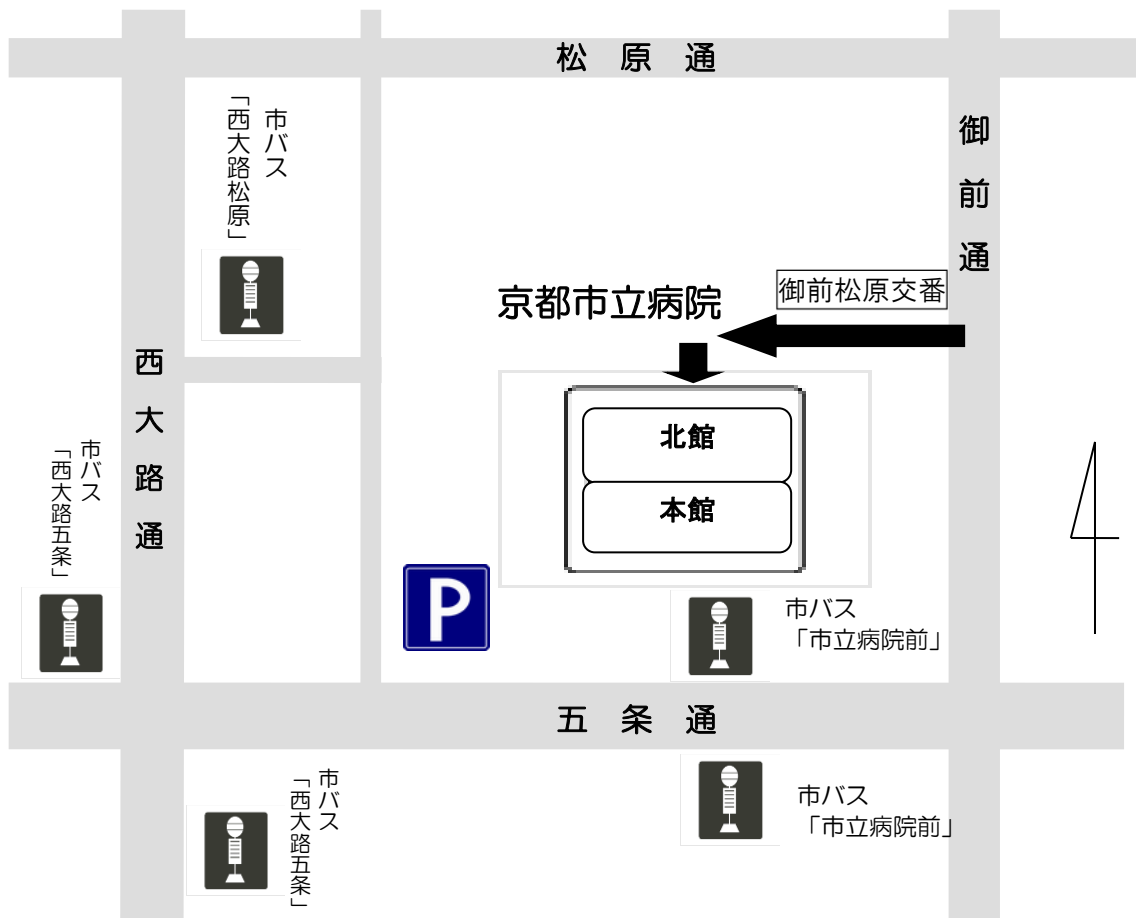 松原通
市バス
「西大路松原」
御前通
御前松原交番
京都市立病院
西大路通
北館
本館
市バス
「西大路五条」
P
市バス
「市立病院前」
五条通
市バス
「西大路五条」
市バス
「市立病院前」